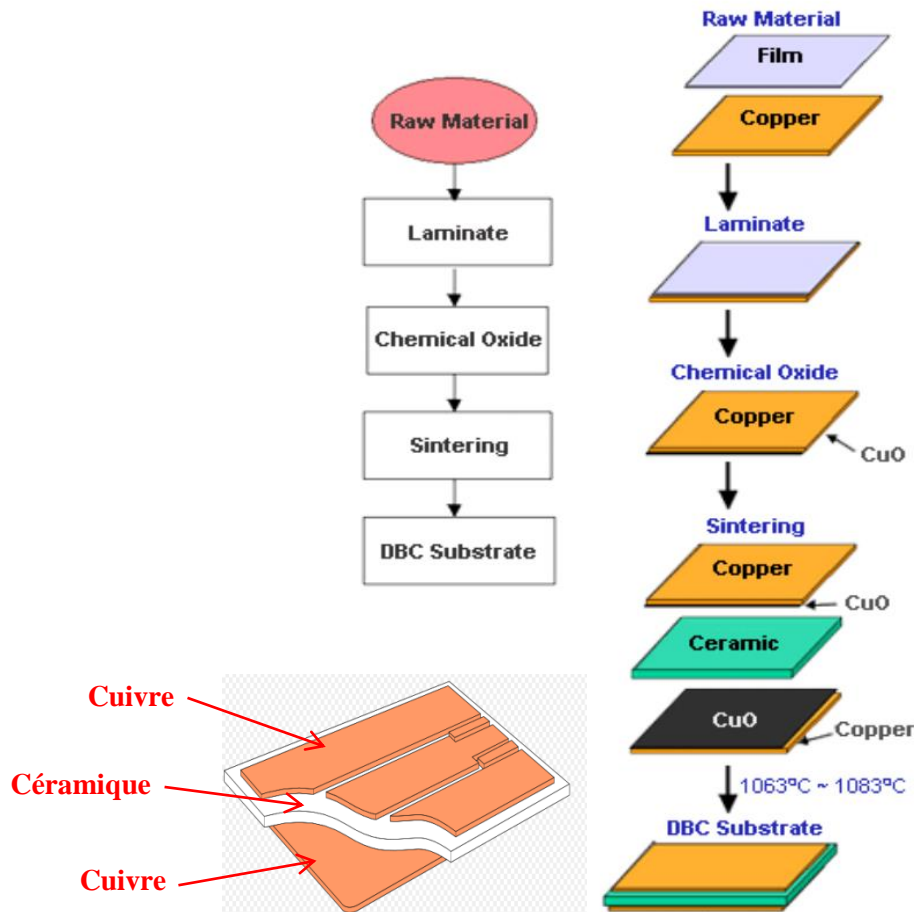 Raw Material
Film
Copper
Laminate
Chemical Oxide
Copper
CuO
Sintering
Copper
CuO
Ceramic
CuO
Copper
1063ºC ~ 1083ºC
DBC Substrate
Raw Material
Laminate
Chemical Oxide
Sintering
DBC Substrate
Cuivre
Céramique
Cuivre